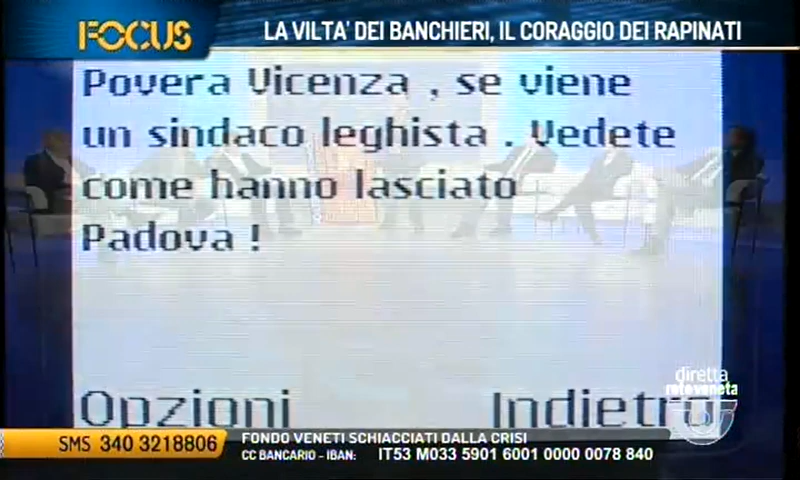 FOCUS
LA VILTA' DEI BANCHIERI, IL CORAGGIO DEI RAPINATI
Povera Vicenza , se viene
un sindaco leghista . Vedete
come hanno lasciato
Padova !
Opzioni Indietro
diretta
reteveneta
SMS 340 3218806
FONDO VENETI SCHIACCIATI DALLA CRISI
CC BANCARIO - IBAN: IT53 M033 5901 6001 0000 0078 840